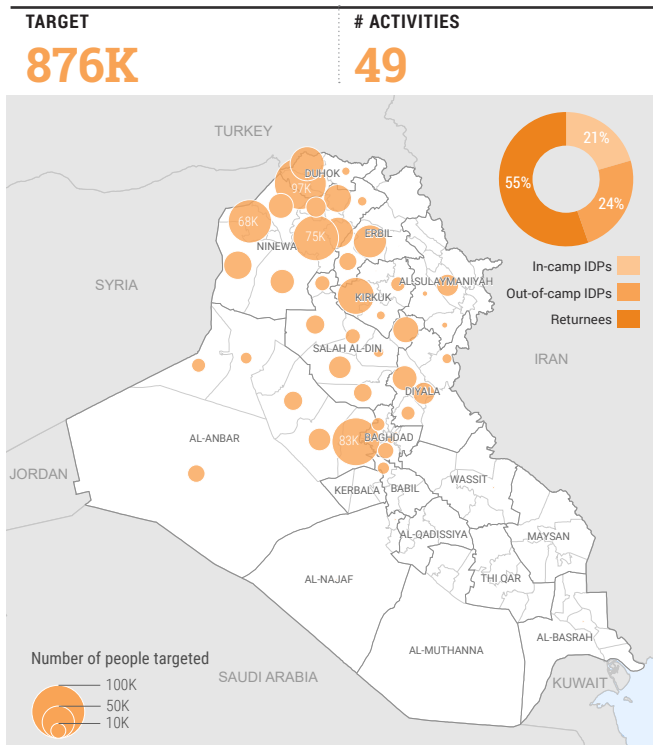 TARGET
876K
# ACTIVITIES
49
TURKEY
21%
DUHOK
97K
55%
24%
68K
ERBIL
75K
NINEWA
In-camp IDPs
AL-SULAYMANIYAH
SYRIA
Out-of-camp IDPs
KIRKUK
Returnees
SALAH AL-DIN
IRAN
DIYALA
AL-ANBAR
83K
BAGHDAD
JORDAN
WASSIT
KERBALA
BABIL
AL-QADISSIYA
MAYSAN
AL-NAJAF
THI QAR
AL-BASRAH
AL-MUTHANNA
Number of people targeted
SAUDI ARABIA
KUWAIT
100K
50K
10K